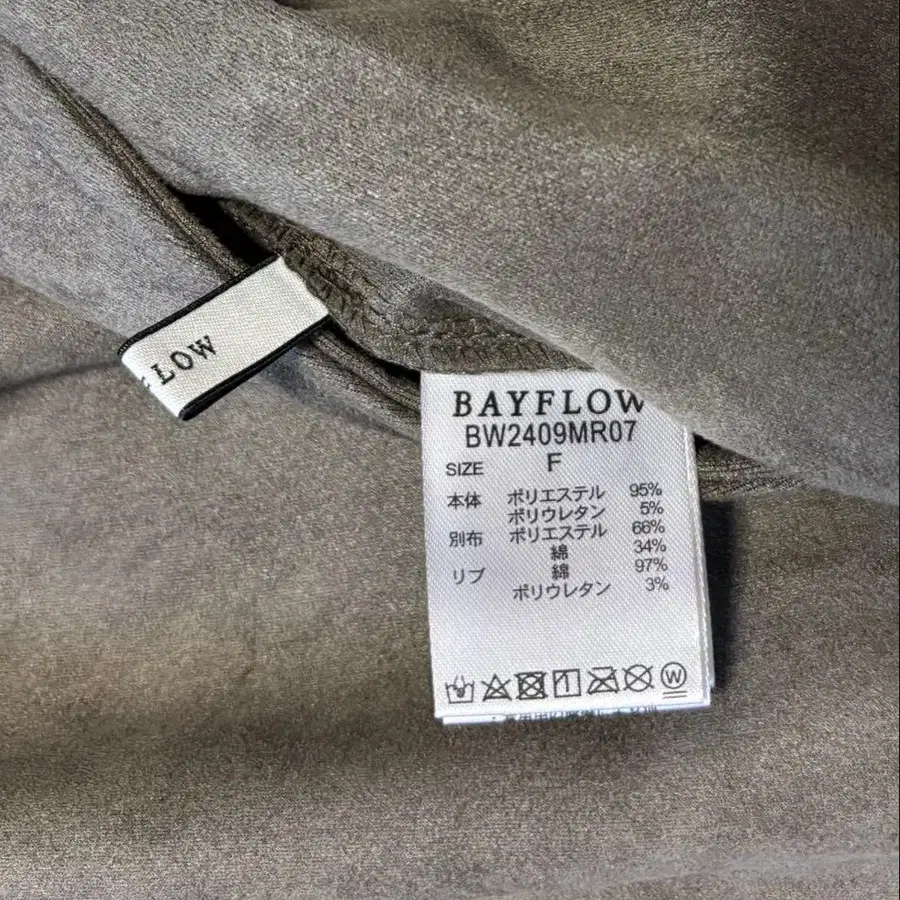 LOW
BAYFLOW
BW2409MR07
SIZE F
本体 ポリエステル 95%
ポリウレタン 5%
別布 ポリエステル 66%
綿 34%
リブ 綿 97%
ポリウレタン 3%
W